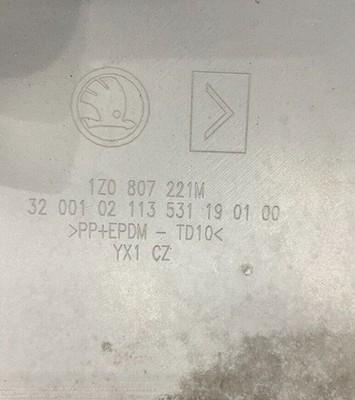 1Z0 807 221M
32 001 02 113 531 19 01 00
>PP+EPDM - TD10<
YX1 CZ